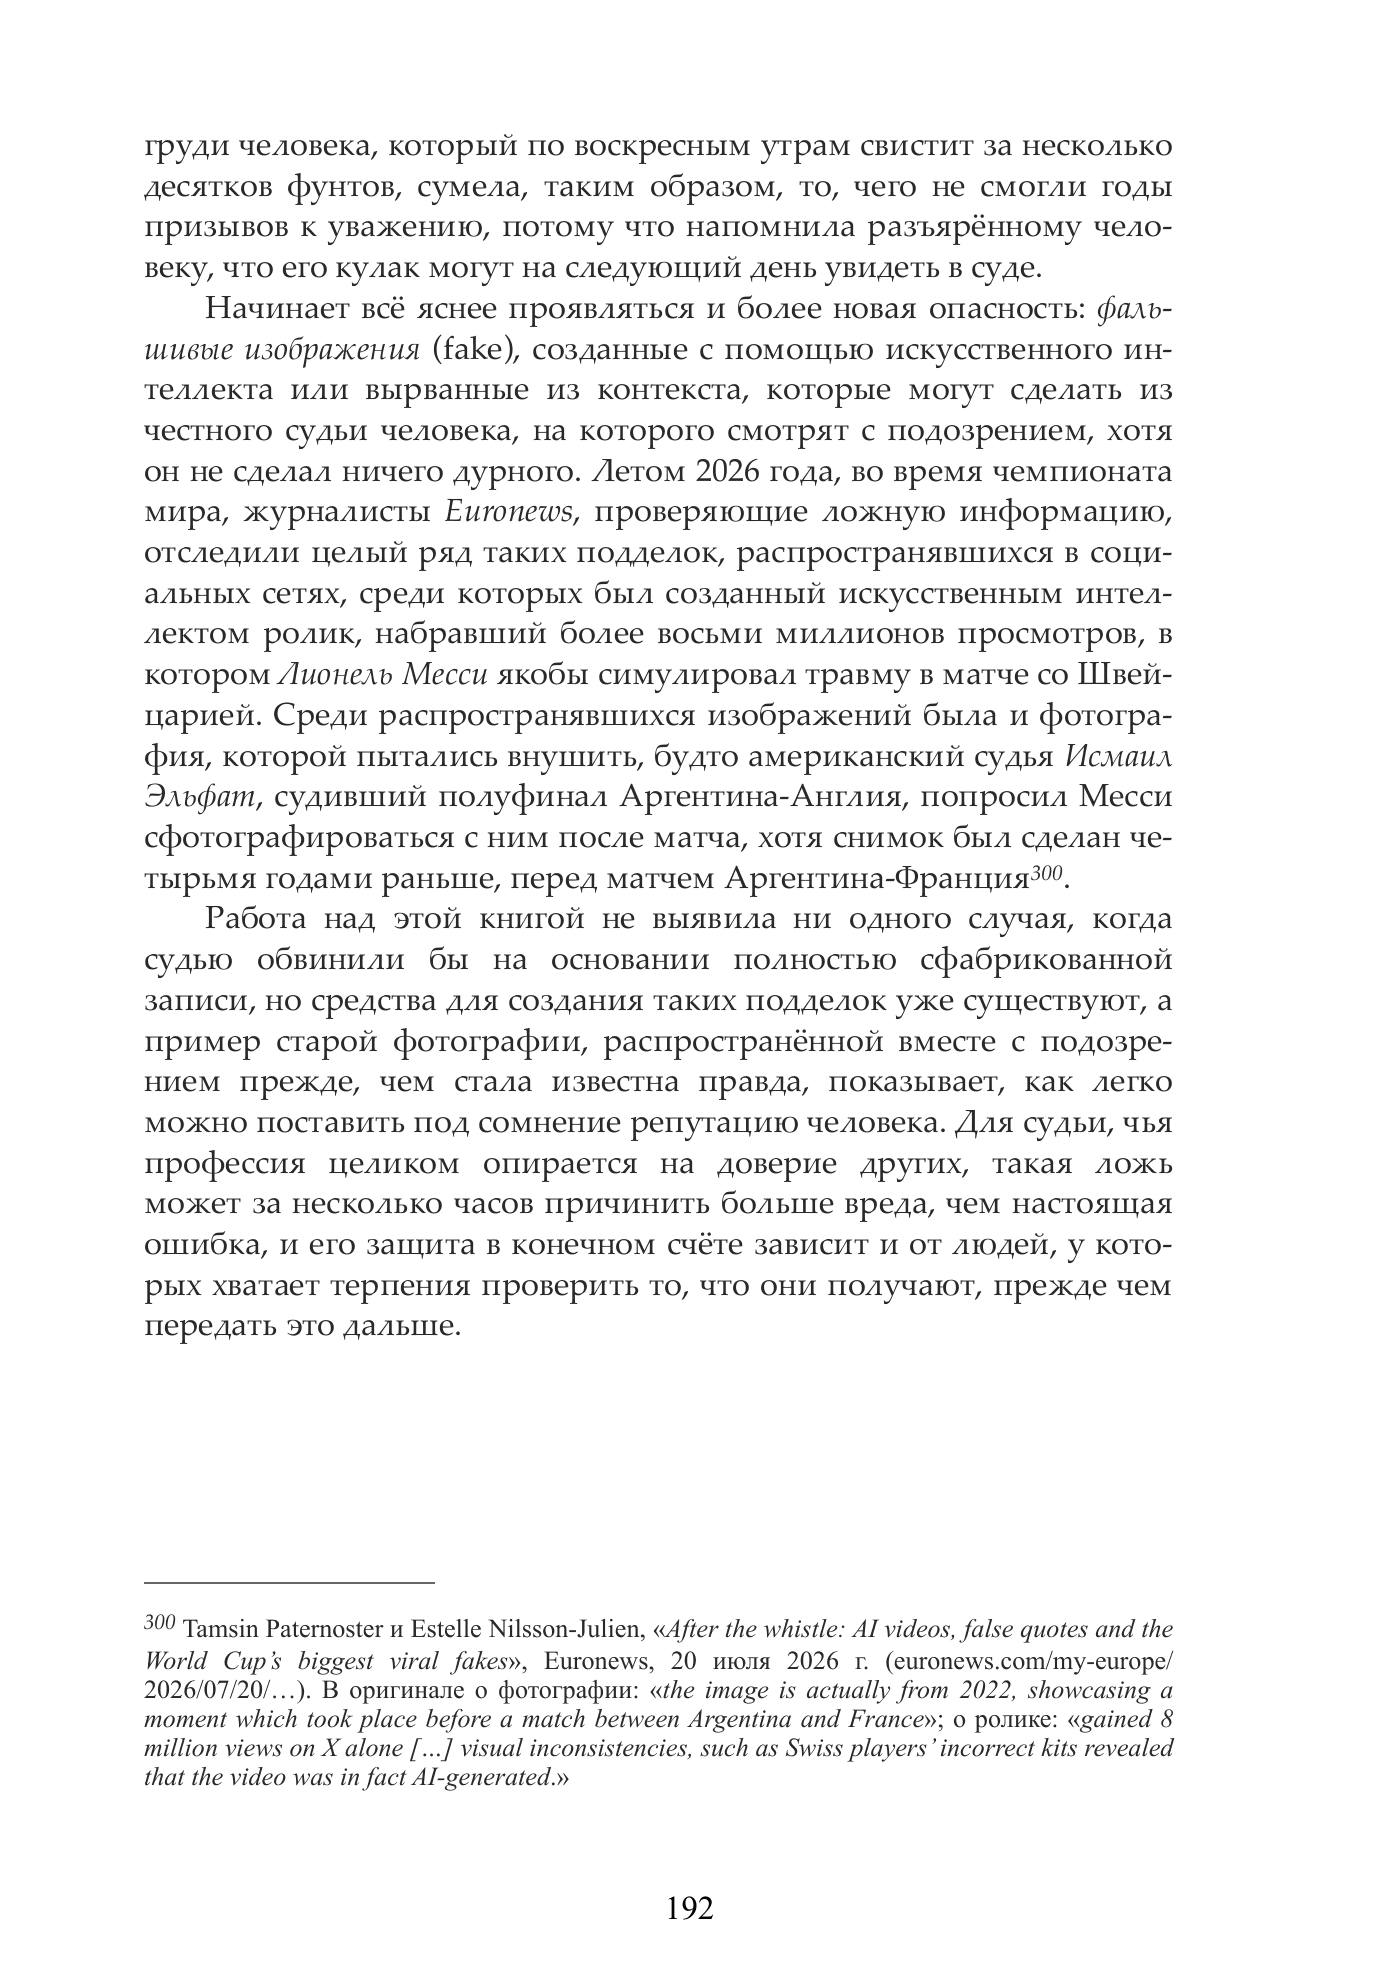 груди человека, который по воскресным утрам свистит за несколько
десятков фунтов, сумела, таким образом, то, чего не смогли годы
призывов к уважению, потому что напомнила разъярённому чело-
веку, что его кулак могут на следующий день увидеть в суде.
Начинает всё яснее проявляться и более новая опасность: фаль-
шивые изображения (fake), созданные с помощью искусственного ин-
теллекта или вырванные из контекста, которые могут сделать из
честного судьи человека, на которого смотрят с подозрением, хотя
он не сделал ничего дурного. Летом 2026 года, во время чемпионата
мира, журналисты Euronews, проверяющие ложную информацию,
отследили целый ряд таких подделок, распространявшихся в соци-
альных сетях, среди которых был созданный искусственным интел-
лектом ролик, набравший более восьми миллионов просмотров, в
котором Лионель Месси якобы симулировал травму в матче со Швей-
царией. Среди распространявшихся изображений была и фотогра-
фия, которой пытались внушить, будто американский судья Исмаил
Эльфат, судивший полуфинал Аргентина-Англия, попросил Месси
сфотографироваться с ним после матча, хотя снимок был сделан че-
тырьмя годами раньше, перед матчем Аргентина-Франция300.
Работа над этой книгой не выявила ни одного случая, когда
судью обвинили бы на основании полностью сфабрикованной
записи, но средства для создания таких подделок уже существуют, а
пример старой фотографии, распространённой вместе с подозре-
нием прежде, чем стала известна правда, показывает, как легко
можно поставить под сомнение репутацию человека. Для судьи, чья
профессия целиком опирается на доверие других, такая ложь
может за несколько часов причинить больше вреда, чем настоящая
ошибка, и его защита в конечном счёте зависит и от людей, у кото-
рых хватает терпения проверить то, что они получают, прежде чем
передать это дальше.
300 Tamsin Paternoster и Estelle Nilsson-Julien, «After the whistle: AI videos, false quotes and the
World Cup’s biggest viral fakes», Euronews, 20 июля 2026 г. (euronews.com/my-europe/
2026/07/20/…). В оригинале о фотографии: «the image is actually from 2022, showcasing a
moment which took place before a match between Argentina and France»; о ролике: «gained 8
million views on X alone […] visual inconsistencies, such as Swiss players’ incorrect kits revealed
that the video was in fact AI-generated.»
192